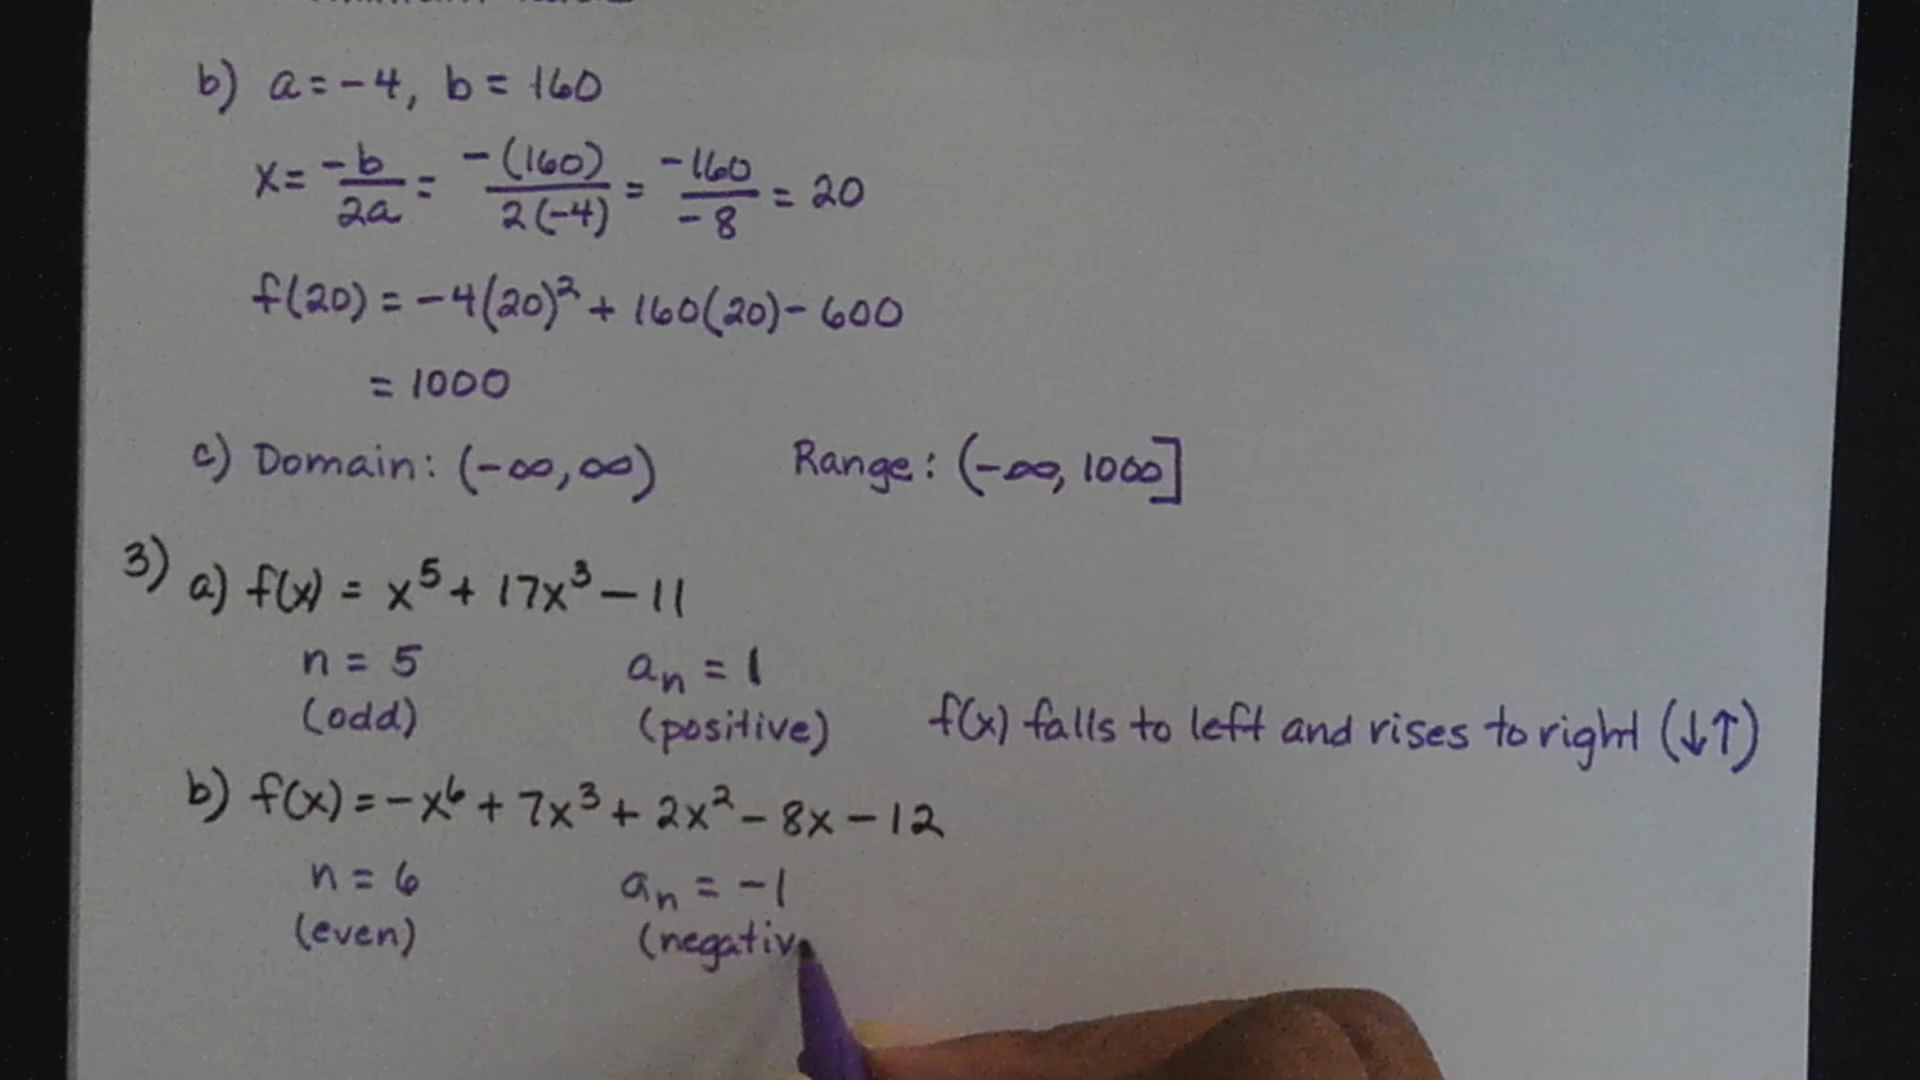 b) a = -4, b = 160
x = -b/2a = -(160)/2(-4) = -160/-8 = 20
f(20) = -4(20)² + 160(20) - 600
= 1000
c) Domain: (-∞, ∞) Range: (-∞, 1000]
3) a) f(x) = x⁵ + 17x³ - 11
n = 5 aₙ = 1
(odd) (positive) f(x) falls to left and rises to right (↓↑)
b) f(x) = -x⁶ + 7x³ + 2x² - 8x - 12
n = 6 aₙ = -1
(even) (negativ